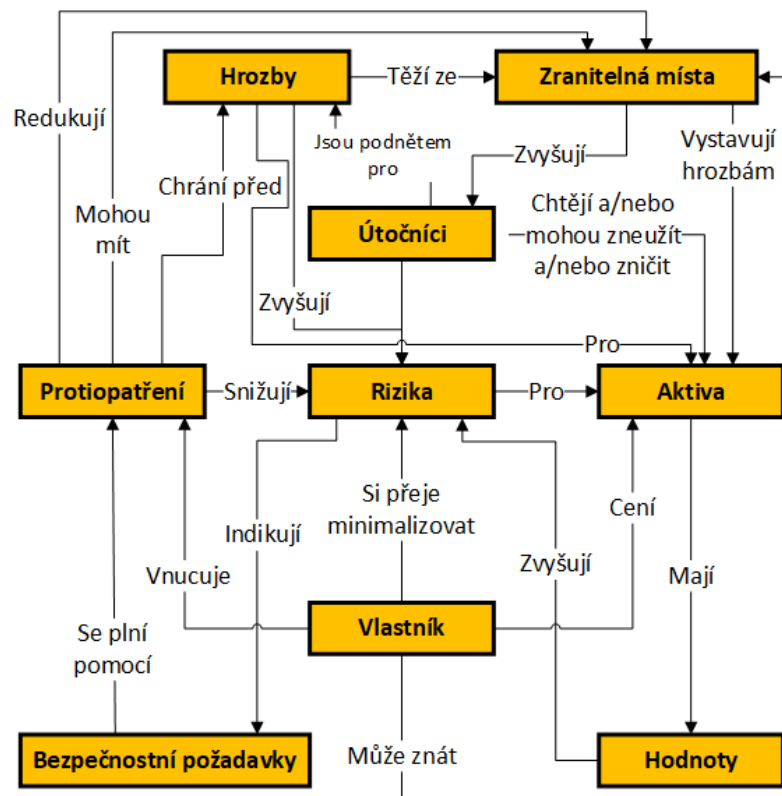 Hrozby
Těží ze
Zranitelná místa
Redukují
Jsou podnětem
pro
Zvyšují
Vystavují
hrozbám
Chrání před
Mohou
mít
Útočníci
Chtějí a/nebo
mohou zneužít
a/nebo zničit
Zvyšují
Pro
Protiopatření
Snižují
Rizika
Pro
Aktiva
Si přeje
minimalizovat
Cení
Indikují
Zvyšují
Vnucuje
Mají
Se plní
pomocí
Vlastník
Bezpečnostní požadavky
Může znát
Hodnoty